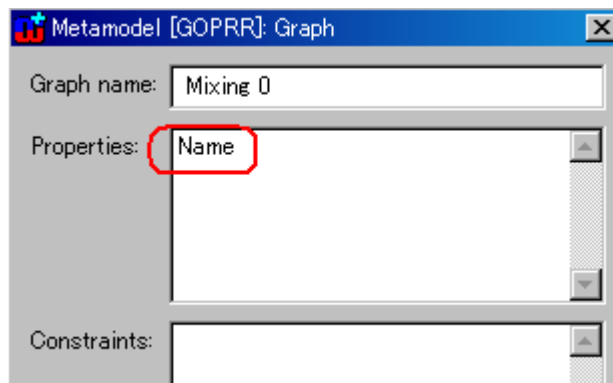 Metamodel [GOPRR]: Graph
Graph name: Mixing 0
Properties: Name
Constraints: